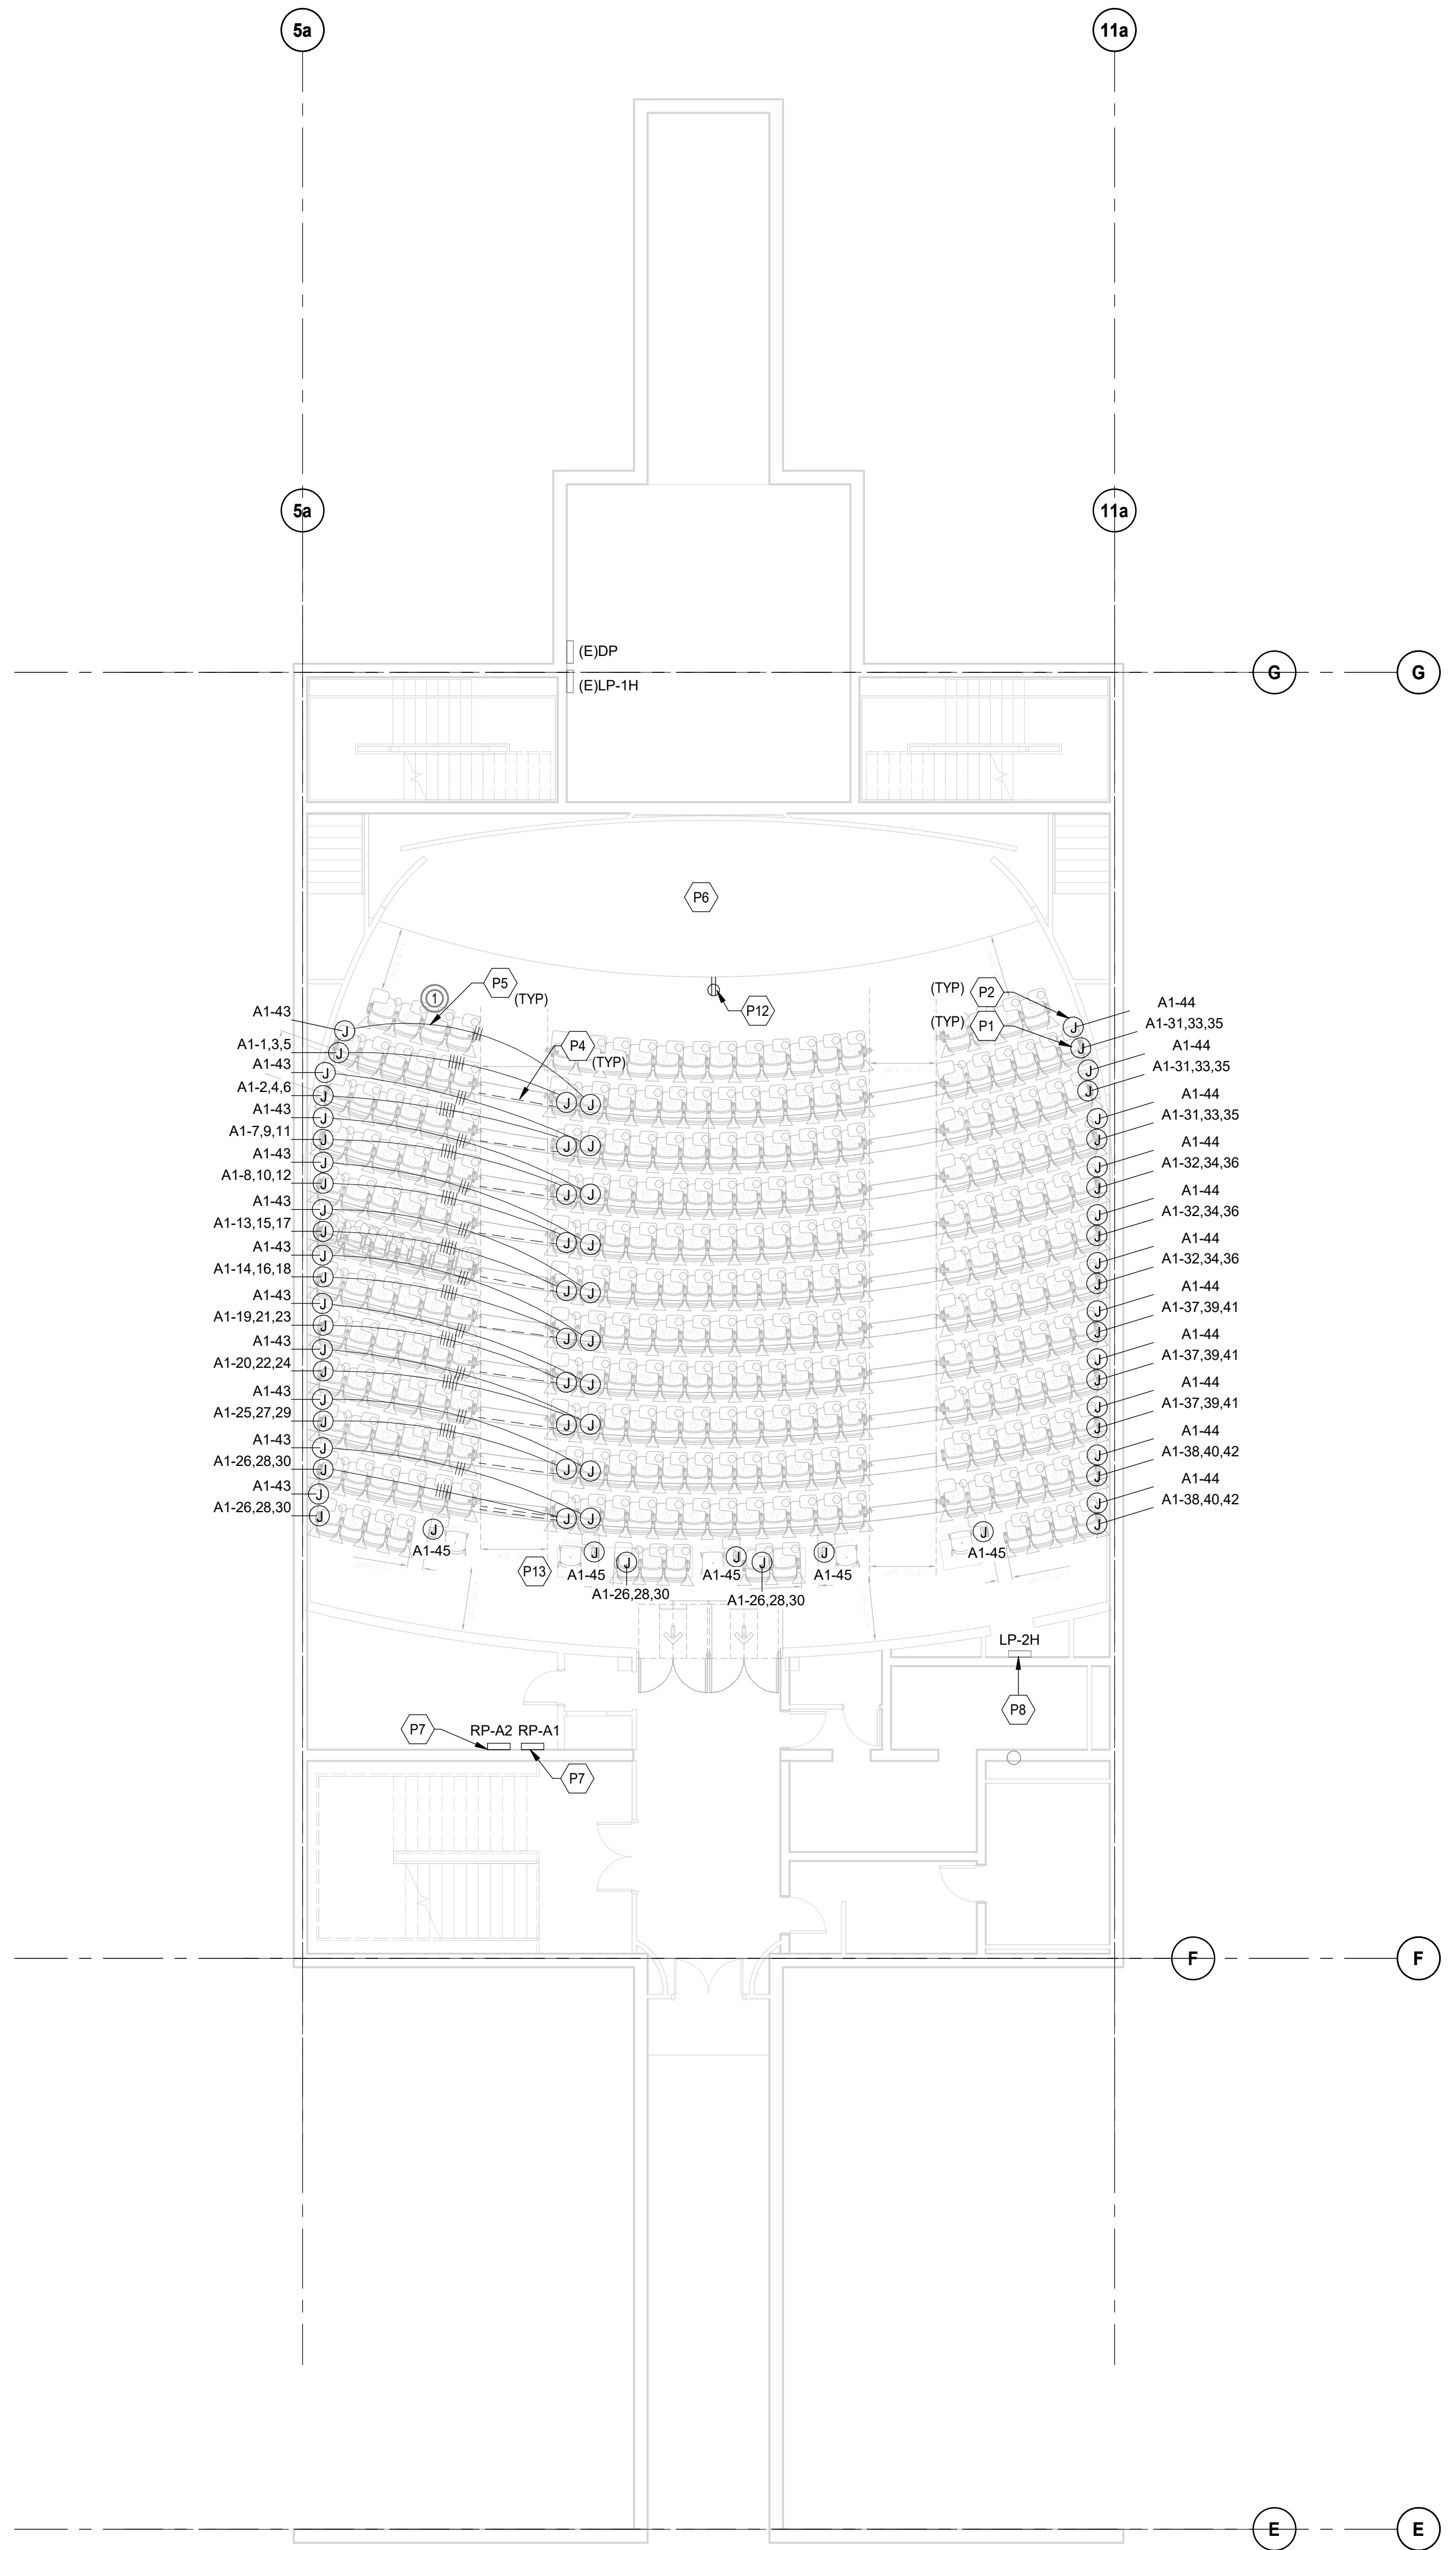 5a
11a
5a
11a
(E)DP
G
G
(E)LP-1H
P6
P5
(TYP)
1
(TYP)
P2
P12
A1-44
A1-43
J
(TYP)
P1
J
A1-31,33,35
A1-1,3,5
J
P4
(TYP)
J
A1-44
A1-43
J
J
A1-31,33,35
A1-2,4,6
J
J
J
J
A1-44
A1-43
J
J
A1-31,33,35
A1-7,9,11
J
J
J
J
A1-44
A1-43
J
J
A1-32,34,36
A1-8,10,12
J
J
J
J
A1-44
A1-43
J
J
A1-32,34,36
A1-13,15,17
J
J
J
J
A1-44
A1-43
J
J
A1-32,34,36
A1-14,16,18
J
J
J
J
A1-44
A1-43
J
J
A1-37,39,41
A1-19,21,23
J
J
J
J
A1-44
A1-43
J
J
A1-37,39,41
A1-20,22,24
J
J
J
J
A1-44
A1-43
J
J
A1-37,39,41
A1-25,27,29
J
J
J
J
A1-44
A1-43
J
J
A1-38,40,42
A1-26,28,30
J
J
J
J
A1-44
A1-43
J
J
A1-38,40,42
A1-26,28,30
J
J
J
J
J
J
A1-45
J
J
J
J
A1-45
P13
A1-45
A1-45
A1-45
A1-26,28,30
A1-26,28,30
LP-2H
P8
P7
RP-A2
RP-A1
P7
F
F
E
E